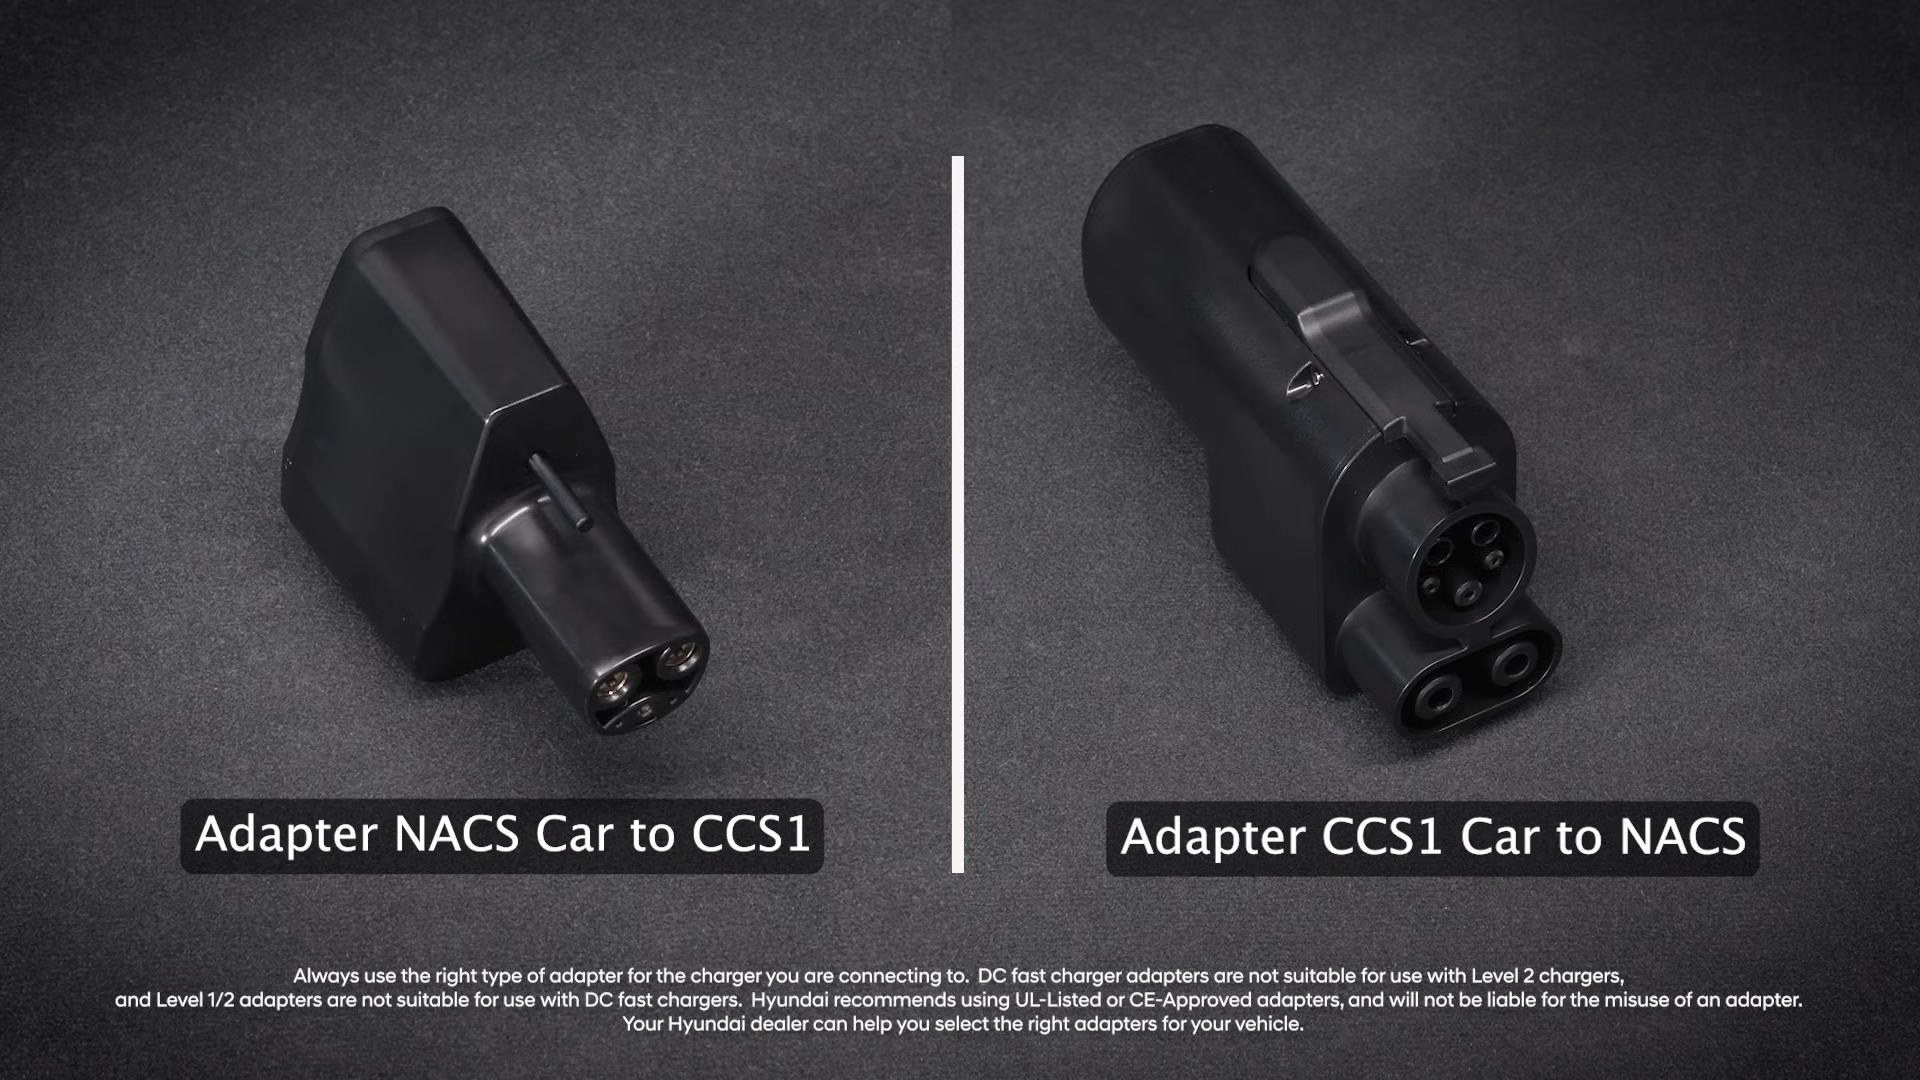 Adapter NACS Car to CCS1
Adapter CCS1 Car to NACS
Always use the right type of adapter for the charger you are connecting to.  DC fast charger adapters are not suitable for use with Level 2 chargers,
and Level 1/2 adapters are not suitable for use with DC fast chargers.  Hyundai recommends using UL-Listed or CE-Approved adapters, and will not be liable for the misuse of an adapter.
Your Hyundai dealer can help you select the right adapters for your vehicle.